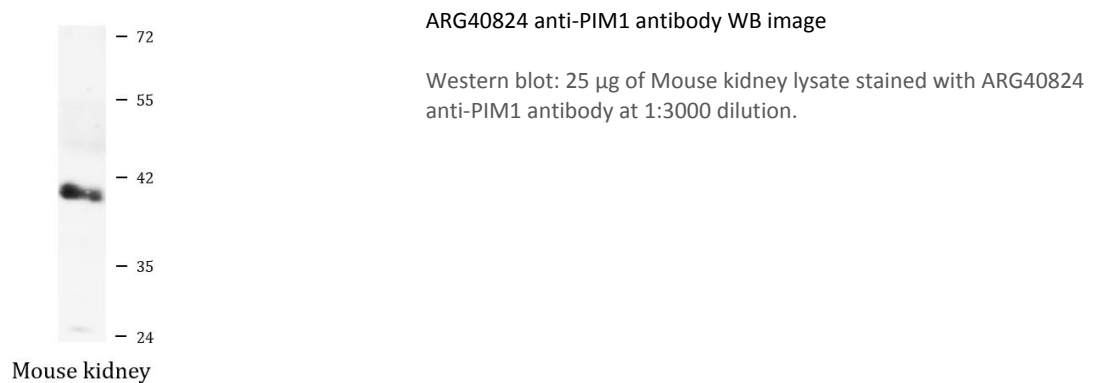 ARG40824 anti-PIM1 antibody WB image
Western blot: 25 µg of Mouse kidney lysate stained with ARG40824
anti-PIM1 antibody at 1:3000 dilution.
– 72
– 55
– 42
– 35
– 24
Mouse kidney